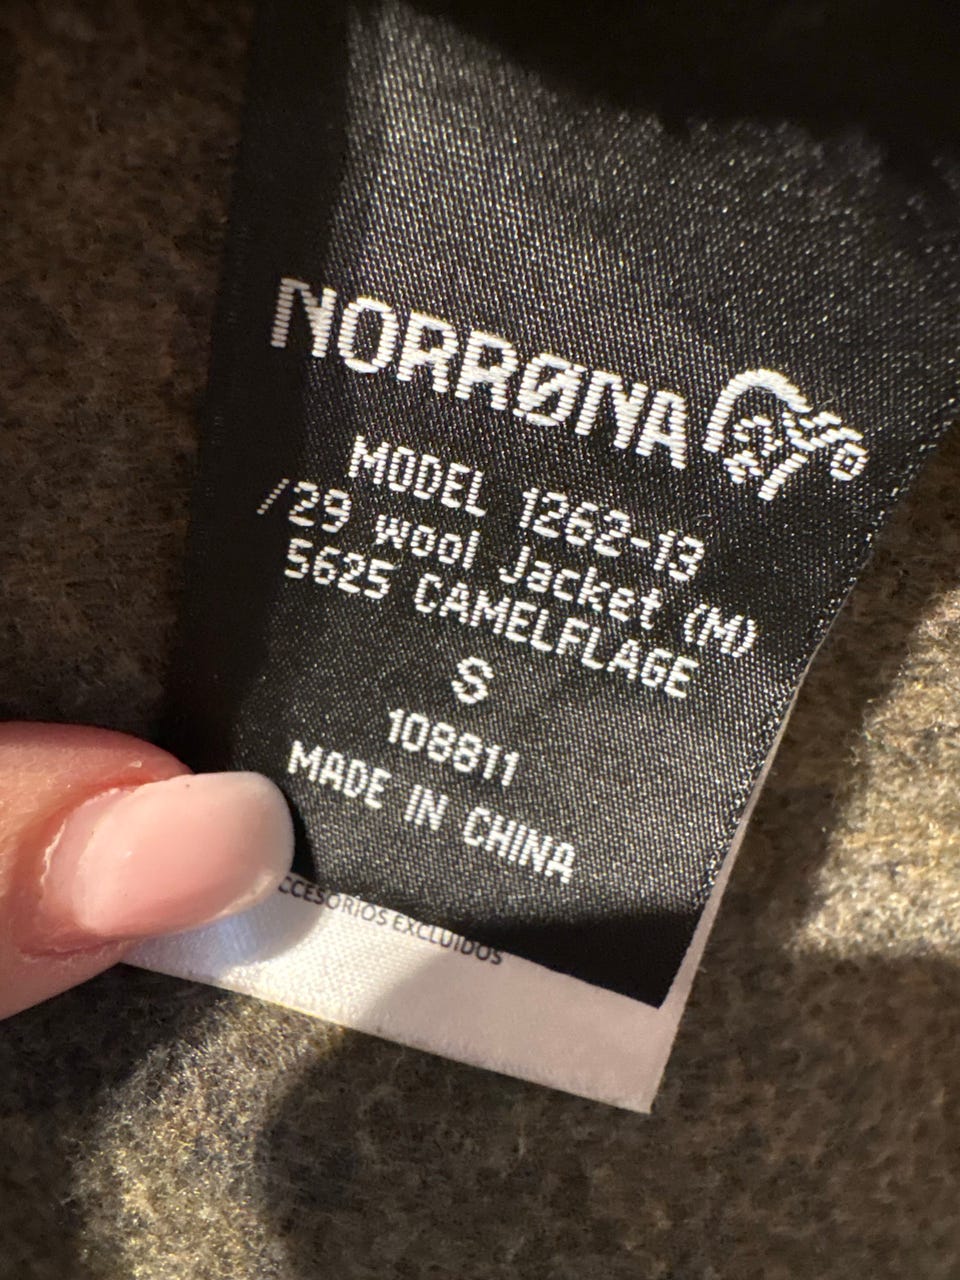 NORRØNA
MODEL 1262-13
/29 Wool Jacket (M)
5625 CAMELFLAGE
S
108811
MADE IN CHINA
CCESORIOS EXCLUIDOS